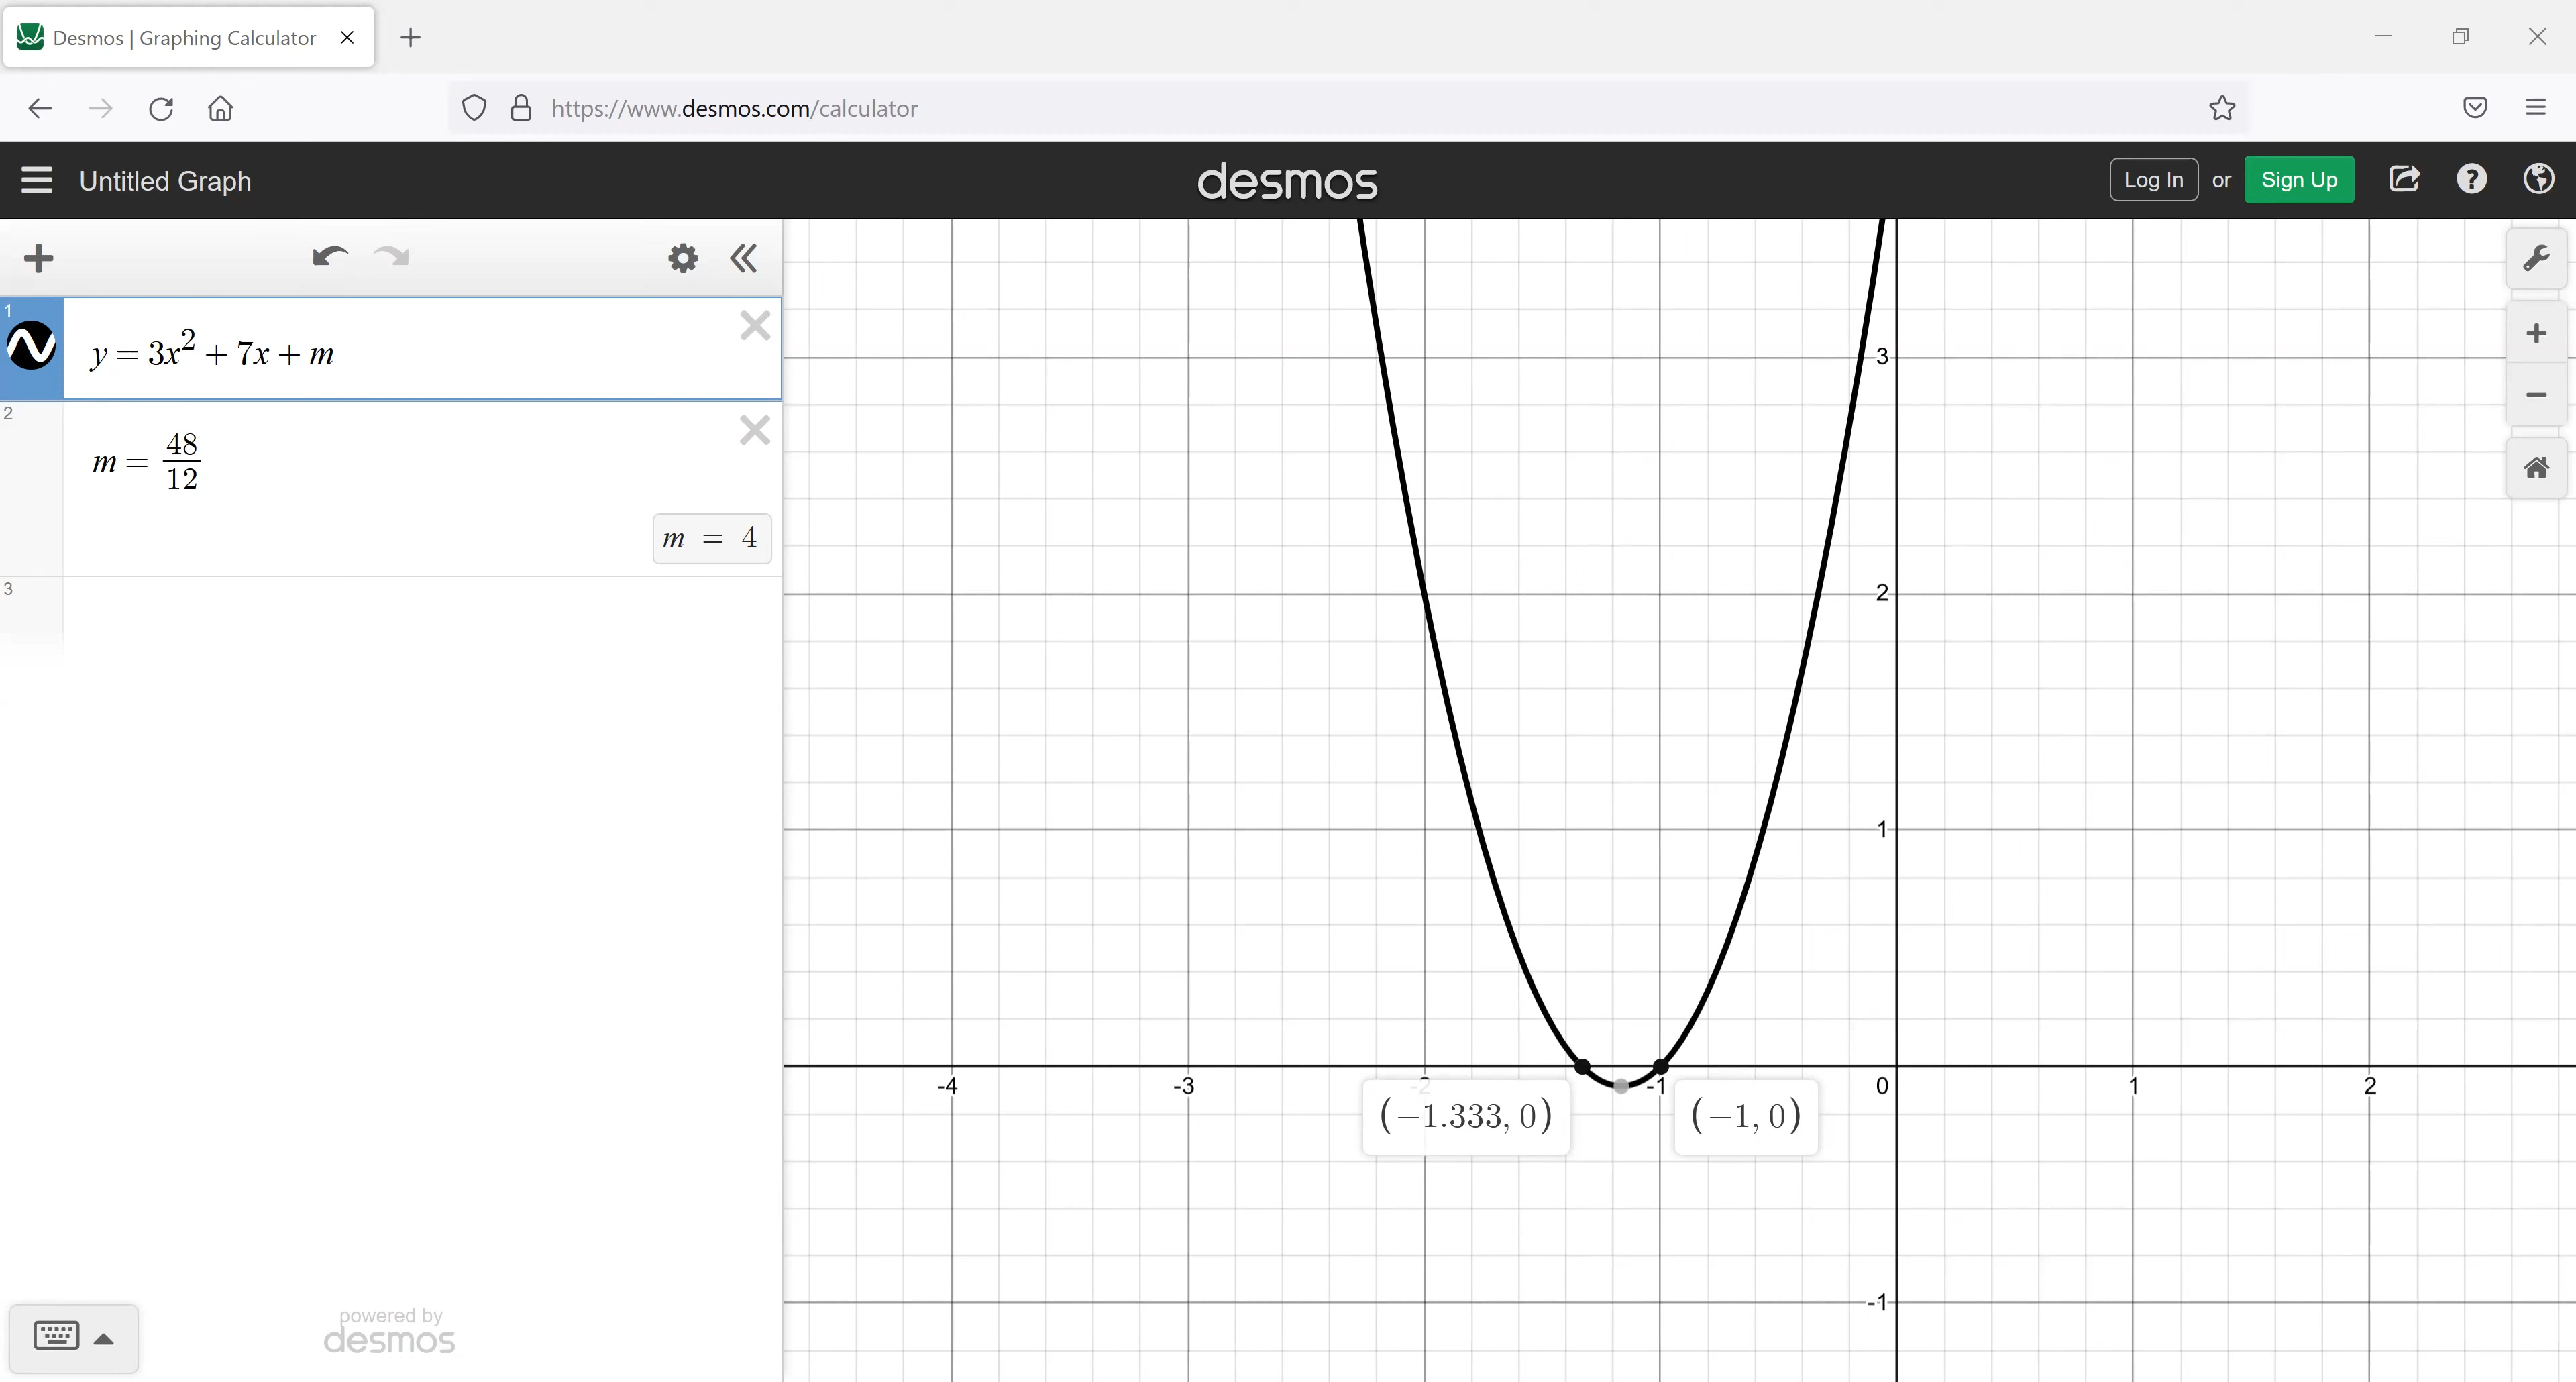 Desmos | Graphing Calculator
https://www.desmos.com/calculator
Untitled Graph
desmos
Log In or Sign Up
1
y = 3x² + 7x + m
2
m = 48/12
m = 4
3
powered by
desmos
3
2
1
-4 -3 -2 -1 0 1 2
(−1.333, 0) (−1, 0)
-1